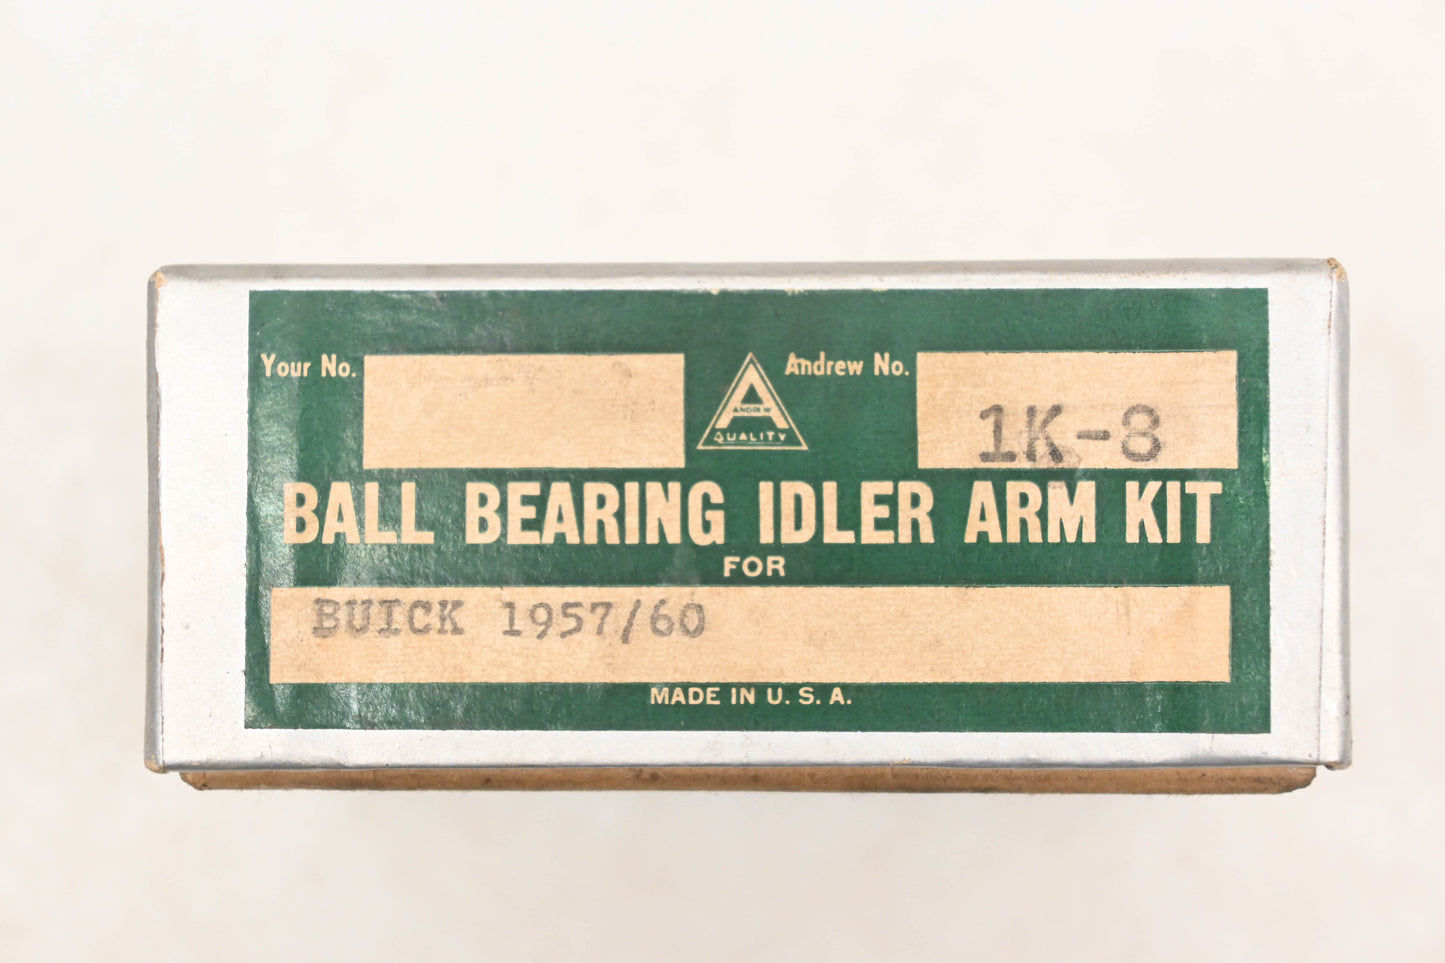 Your No.
A
ANDREW
QUALITY
Andrew No.
1K-8
BALL BEARING IDLER ARM KIT
FOR
BUICK 1957/60
MADE IN U. S. A.